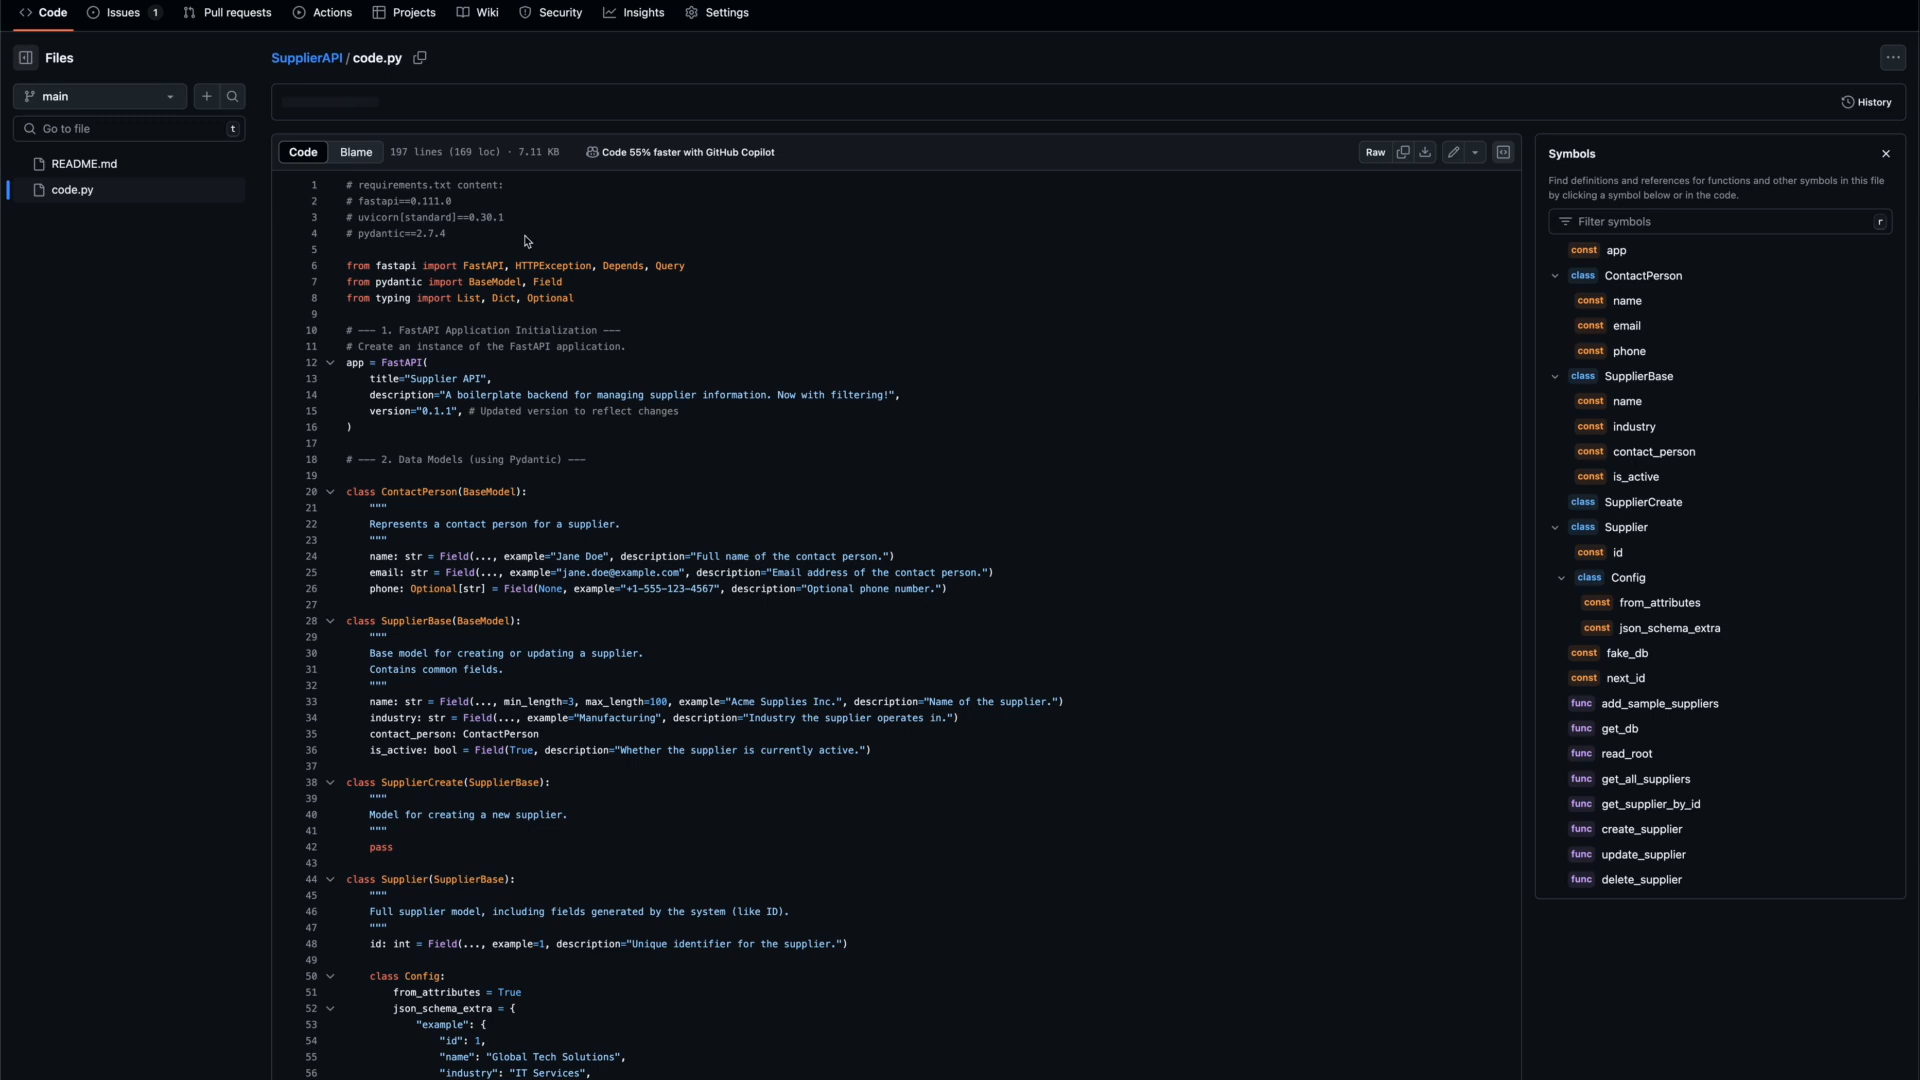 Code
Issues 1
Pull requests
Actions
Projects
Wiki
Security
Insights
Settings
Files
SupplierAPI / code.py
main
Go to file t
README.md
code.py
History
Code
Blame
197 lines (169 loc) · 7.11 KB
Code 55% faster with GitHub Copilot
Raw
1 # requirements.txt content:
2 # fastapi==0.111.0
3 # uvicorn[standard]==0.30.1
4 # pydantic==2.7.4
5
6 from fastapi import FastAPI, HTTPException, Depends, Query
7 from pydantic import BaseModel, Field
8 from typing import List, Dict, Optional
9
10 # --- 1. FastAPI Application Initialization ---
11 # Create an instance of the FastAPI application.
12 app = FastAPI(
13 title="Supplier API",
14 description="A boilerplate backend for managing supplier information. Now with filtering!",
15 version="0.1.1", # Updated version to reflect changes
16 )
17
18 # --- 2. Data Models (using Pydantic) ---
19
20 class ContactPerson(BaseModel):
21 """
22 Represents a contact person for a supplier.
23 """
24 name: str = Field(..., example="Jane Doe", description="Full name of the contact person.")
25 email: str = Field(..., example="jane.doe@example.com", description="Email address of the contact person.")
26 phone: Optional[str] = Field(None, example="+1-555-123-4567", description="Optional phone number.")
27
28 class SupplierBase(BaseModel):
29 """
30 Base model for creating or updating a supplier.
31 Contains common fields.
32 """
33 name: str = Field(..., min_length=3, max_length=100, example="Acme Supplies Inc.", description="Name of the supplier.")
34 industry: str = Field(..., example="Manufacturing", description="Industry the supplier operates in.")
35 contact_person: ContactPerson
36 is_active: bool = Field(True, description="Whether the supplier is currently active.")
37
38 class SupplierCreate(SupplierBase):
39 """
40 Model for creating a new supplier.
41 """
42 pass
43
44 class Supplier(SupplierBase):
45 """
46 Full supplier model, including fields generated by the system (like ID).
47 """
48 id: int = Field(..., example=1, description="Unique identifier for the supplier.")
49
50 class Config:
51 from_attributes = True
52 json_schema_extra = {
53 "example": {
54 "id": 1,
55 "name": "Global Tech Solutions",
56 "industry": "IT Services",
Symbols
Find definitions and references for functions and other symbols in this file
by clicking a symbol below or in the code.
Filter symbols r
const app
class ContactPerson
const name
const email
const phone
class SupplierBase
const name
const industry
const contact_person
const is_active
class SupplierCreate
class Supplier
const id
class Config
const from_attributes
const json_schema_extra
const fake_db
const next_id
func add_sample_suppliers
func get_db
func read_root
func get_all_suppliers
func get_supplier_by_id
func create_supplier
func update_supplier
func delete_supplier